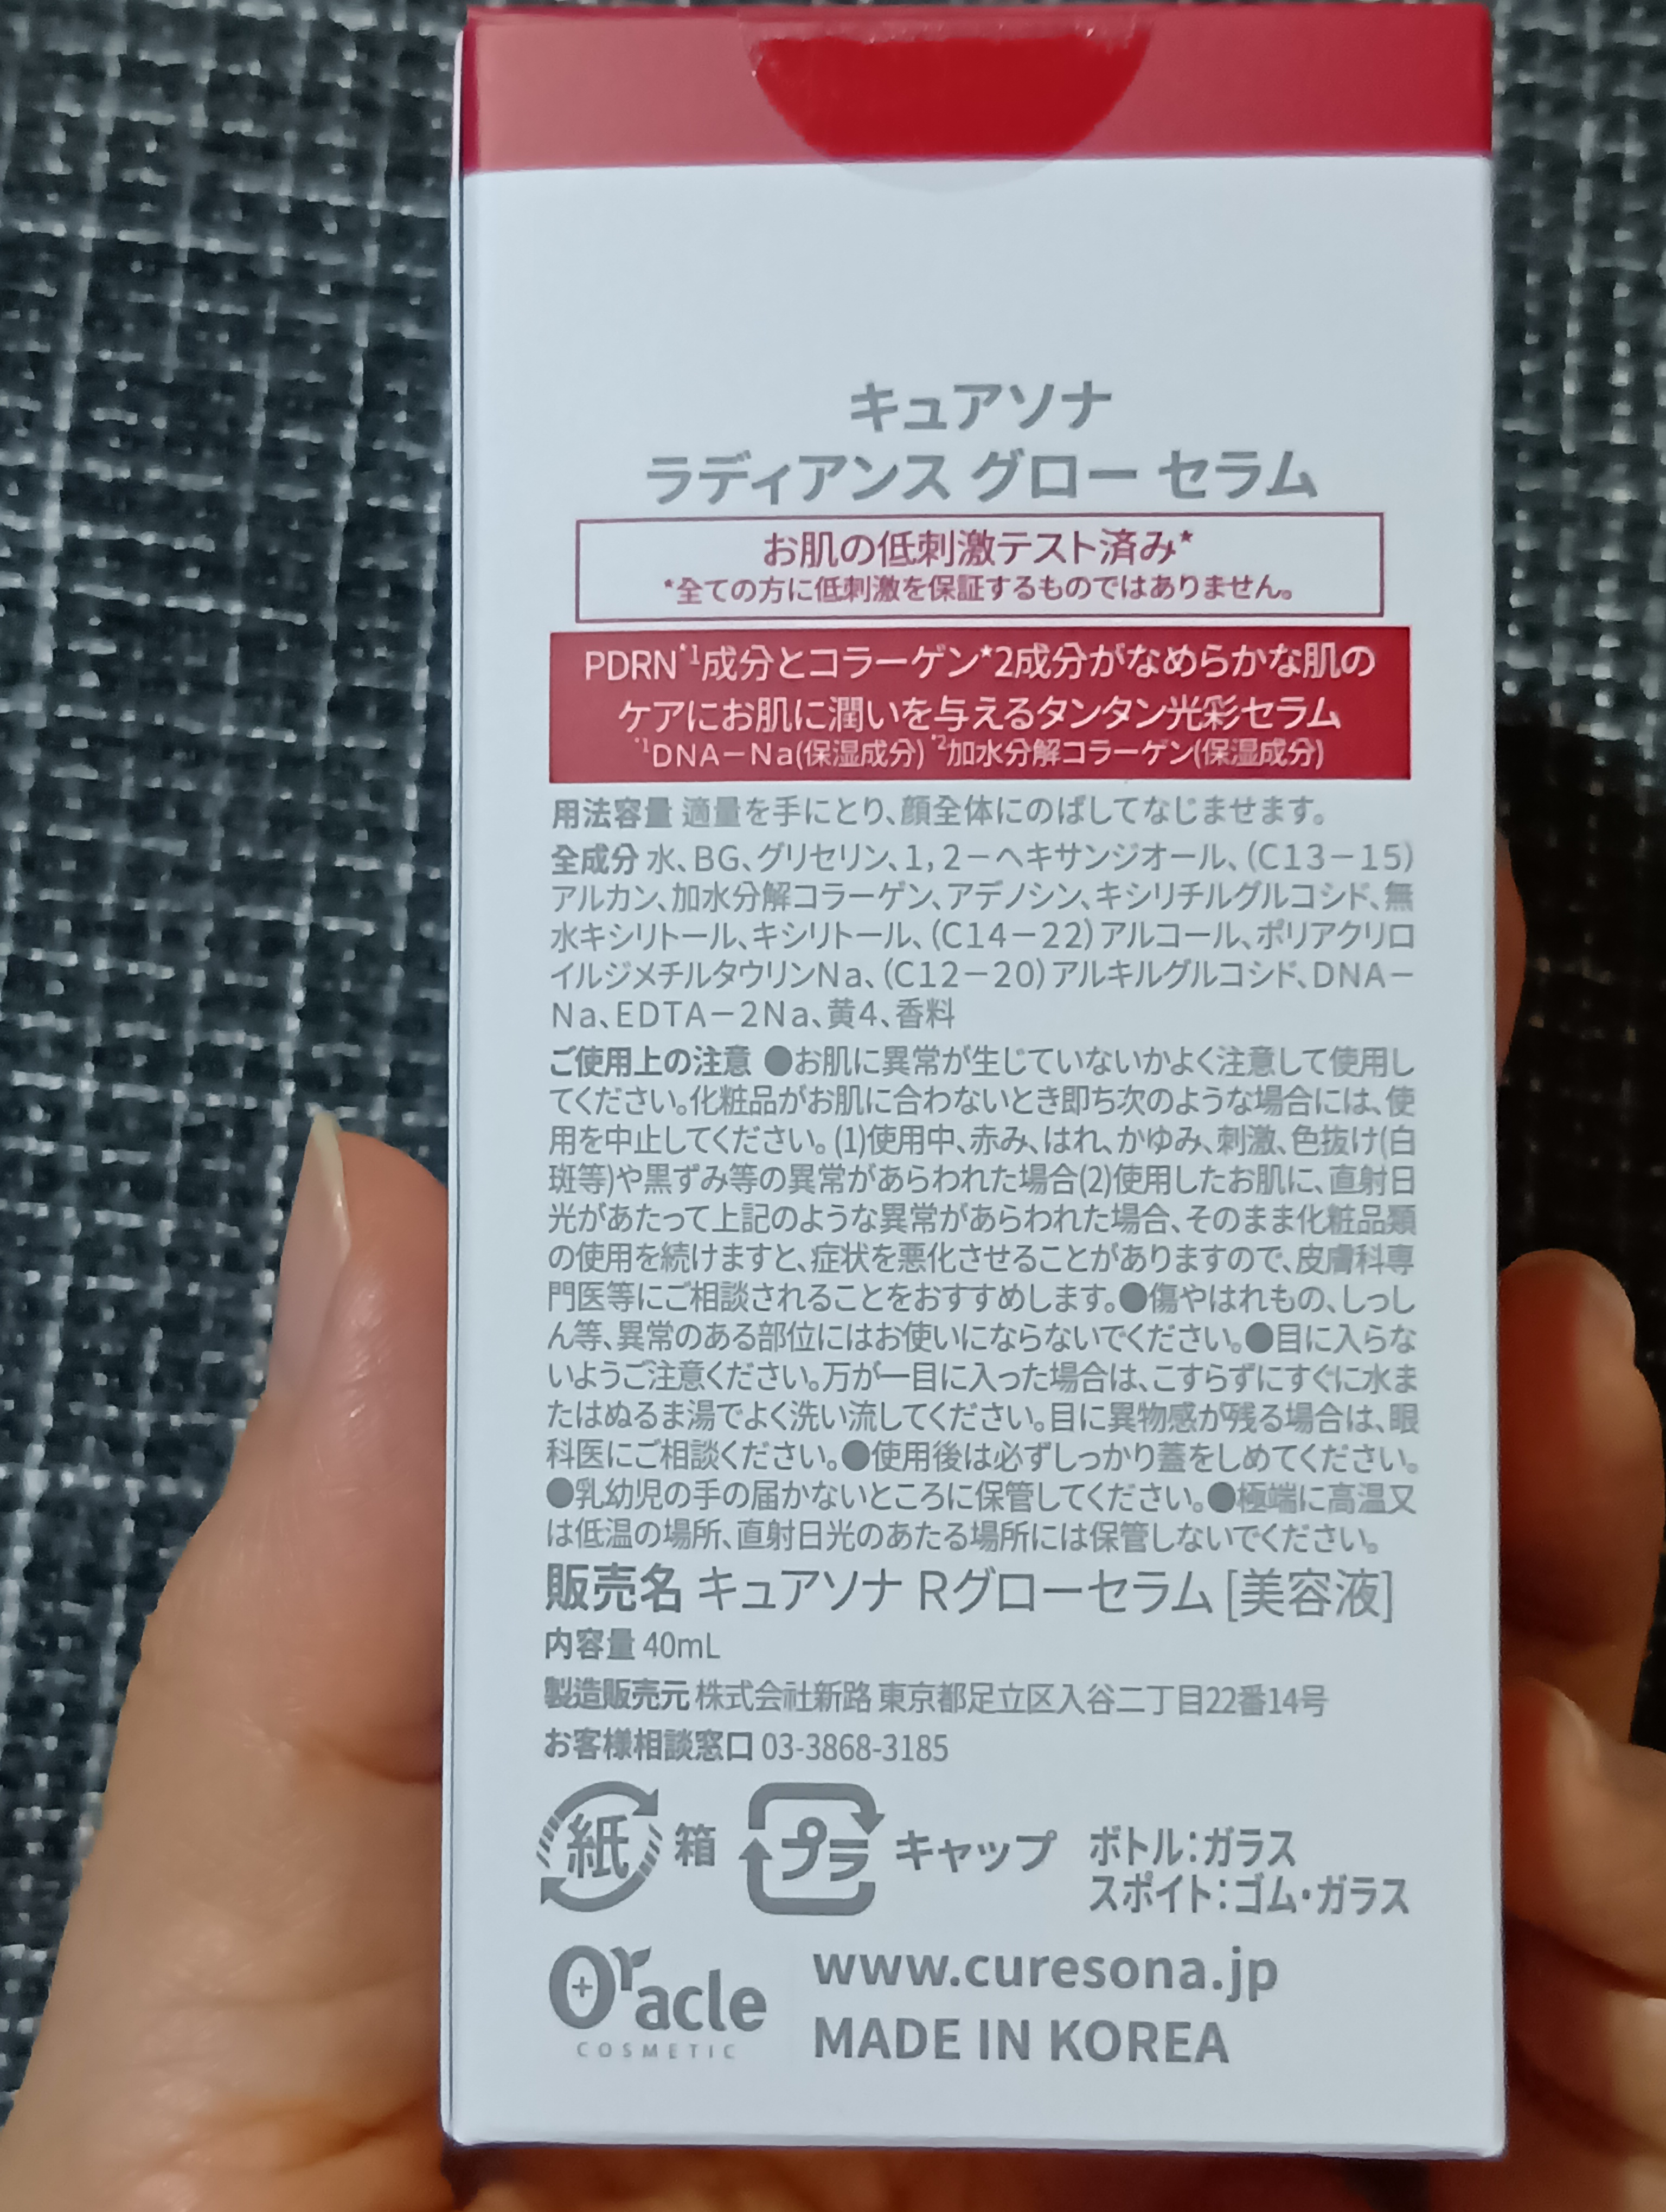 キュアソナ
ラディアンス グロー セラム
お肌の低刺激テスト済み*
*全ての方に低刺激を保証するものではありません。
PDRN*1成分とコラーゲン*2成分がなめらかな肌の
ケアにお肌に潤いを与えるタンタン光彩セラム
*1DNA－Na(保湿成分) *2加水分解コラーゲン(保湿成分)
用法容量 適量を手にとり、顔全体にのばしてなじませます。
全成分 水、BG、グリセリン、1，2－ヘキサンジオール、（C13－15）
アルカン、加水分解コラーゲン、アデノシン、キシリチルグルコシド、無
水キシリトール、キシリトール、（C14－22）アルコール、ポリアクリロ
イルジメチルタウリンNa、（C12－20）アルキルグルコシド、DNA－
Na、EDTA－2Na、黄4、香料
ご使用上の注意 ●お肌に異常が生じていないかよく注意して使用し
てください。化粧品がお肌に合わないとき即ち次のような場合には、使
用を中止してください。(1)使用中、赤み、はれ、かゆみ、刺激、色抜け(白
斑等)や黒ずみ等の異常があらわれた場合(2)使用したお肌に、直射日
光があたって上記のような異常があらわれた場合、そのまま化粧品類
の使用を続けますと、症状を悪化させることがありますので、皮膚科専
門医等にご相談されることをおすすめします。●傷やはれもの、しっし
ん等、異常のある部位にはお使いにならないでください。●目に入らな
いようご注意ください。万が一目に入った場合は、こすらずにすぐに水ま
たはぬるま湯でよく洗い流してください。目に異物感が残る場合は、眼
科医にご相談ください。●使用後は必ずしっかり蓋をしめてください。
●乳幼児の手の届かないところに保管してください。●極端に高温又
は低温の場所、直射日光のあたる場所には保管しないでください。
販売名 キュアソナ Rグローセラム [美容液]
内容量 40mL
製造販売元 株式会社新路 東京都足立区入谷二丁目22番14号
お客様相談窓口 03-3868-3185
紙 箱 プラ キャップ ボトル：ガラス
スポイト：ゴム・ガラス
Oracle
COSMETIC
www.curesona.jp
MADE IN KOREA